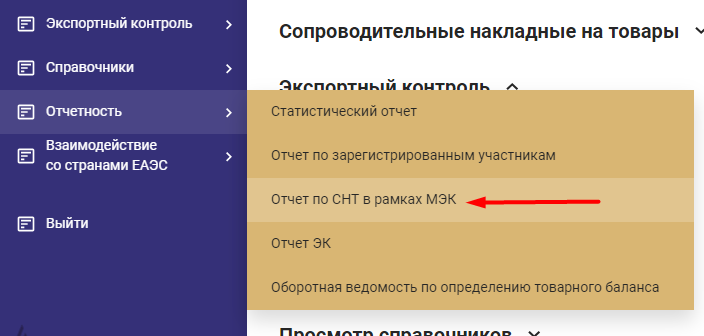 Экспортный контроль
Справочники
Отчетность
Взаимодействие
со странами ЕАЭС
Выйти
Сопроводительные накладные на товары
Экспортный контроль
Статистический отчет
Отчет по зарегистрированным участникам
Отчет по СНТ в рамках МЭК
Отчет ЭК
Оборотная ведомость по определению товарного баланса
Просмотр справочников